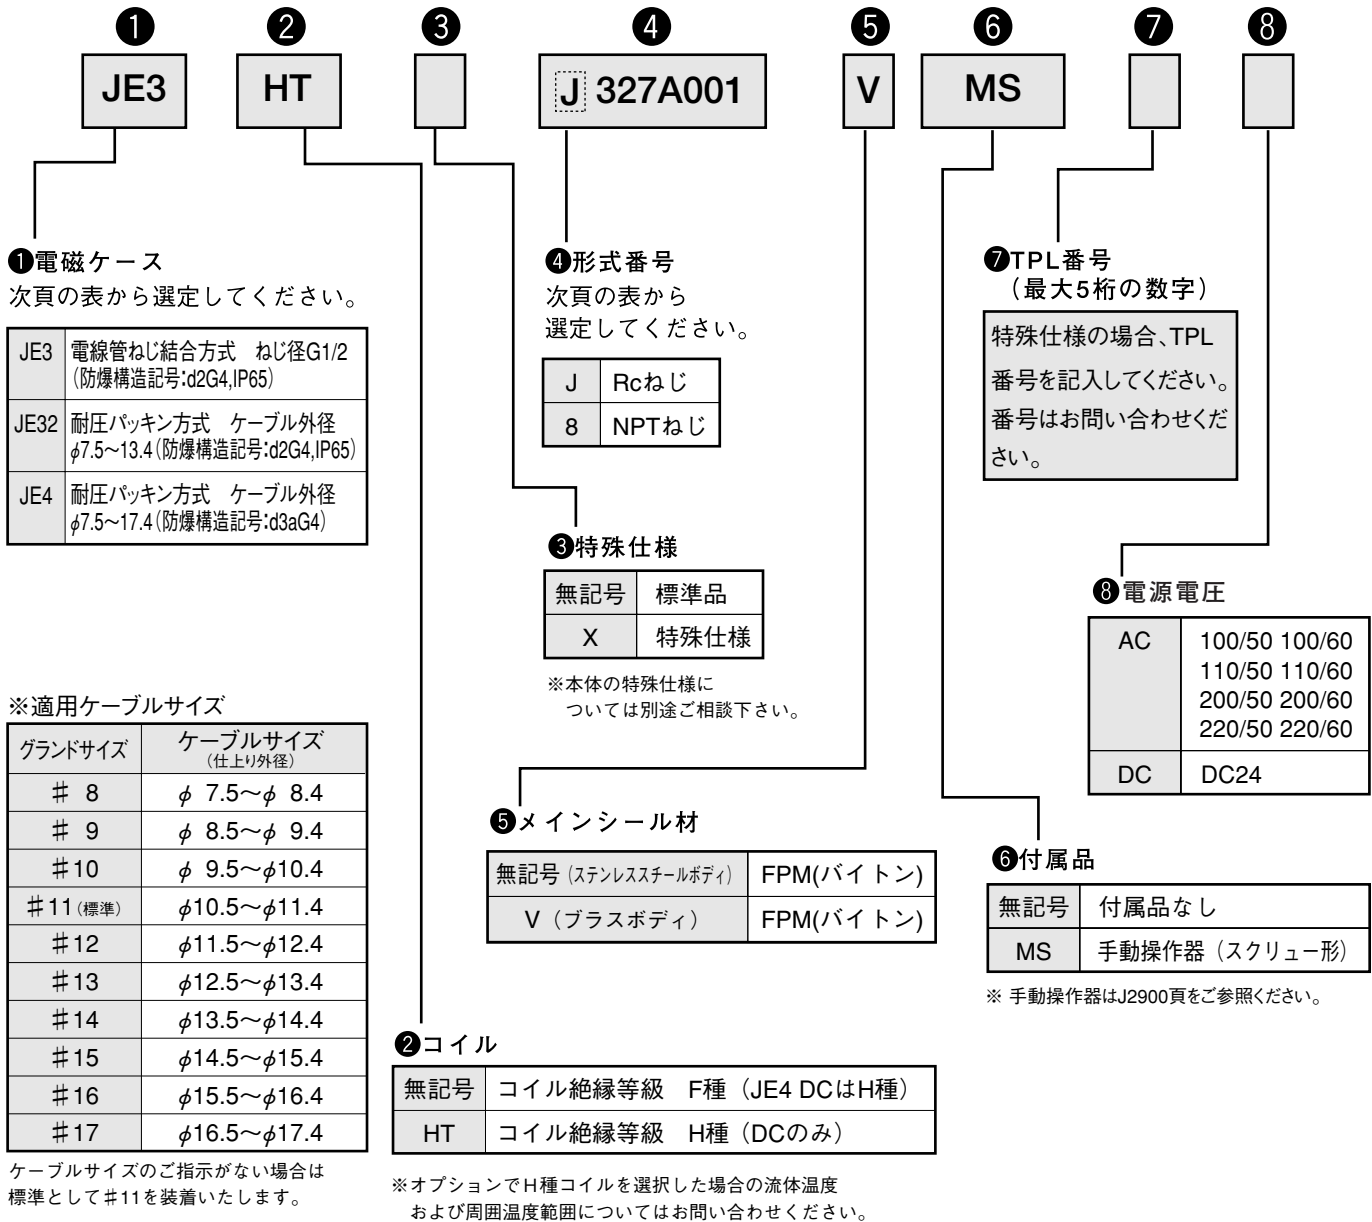 ❶ ❷ ❸ ❹ ❺ ❻ ❼ ❽
JE3 HT J 327A001 V MS
❶電磁ケース
次頁の表から選定してください。
JE3 電線管ねじ結合方式　ねじ径G1/2
（防爆構造記号:d2G4,IP65）
JE32 耐圧パッキン方式　ケーブル外径
φ7.5〜13.4（防爆構造記号:d2G4,IP65）
JE4 耐圧パッキン方式　ケーブル外径
φ7.5〜17.4（防爆構造記号:d3aG4）
❹形式番号
次頁の表から
選定してください。
J Rcねじ
8 NPTねじ
❼TPL番号
（最大5桁の数字）
特殊仕様の場合、TPL
番号を記入してください。
番号はお問い合わせくだ
さい。
❸特殊仕様
無記号 標準品
X 特殊仕様
※本体の特殊仕様に
ついては別途ご相談下さい。
❽電源電圧
AC 100/50 100/60
110/50 110/60
200/50 200/60
220/50 220/60
DC DC24
※適用ケーブルサイズ
グランドサイズ ケーブルサイズ
（仕上り外径）
♯ 8 φ 7.5〜φ 8.4
♯ 9 φ 8.5〜φ 9.4
♯10 φ 9.5〜φ10.4
♯11（標準） φ10.5〜φ11.4
♯12 φ11.5〜φ12.4
♯13 φ12.5〜φ13.4
♯14 φ13.5〜φ14.4
♯15 φ14.5〜φ15.4
♯16 φ15.5〜φ16.4
♯17 φ16.5〜φ17.4
ケーブルサイズのご指示がない場合は
標準として♯11を装着いたします。
❺メインシール材
無記号（ステンレススチールボディ） FPM(バイトン)
V（ブラスボディ） FPM(バイトン)
❻付属品
無記号 付属品なし
MS 手動操作器（スクリュー形）
※ 手動操作器はJ2900頁をご参照ください。
❷コイル
無記号 コイル絶縁等級　F種（JE4 DCはH種）
HT コイル絶縁等級　H種（DCのみ）
※オプションでH種コイルを選択した場合の流体温度
および周囲温度範囲についてはお問い合わせください。